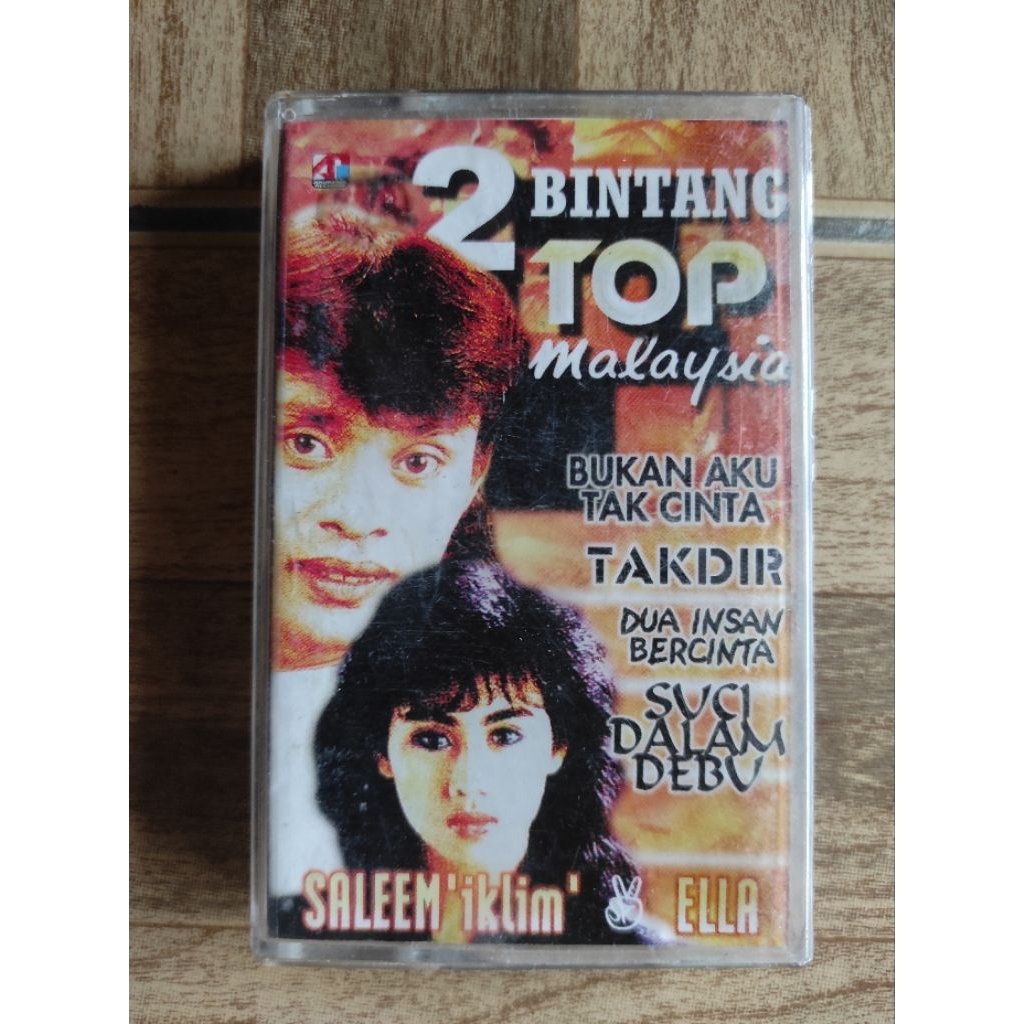 2 BINTANG
TOP
Malaysia
BUKAN AKU
TAK CINTA
TAKDIR
DUA INSAN
BERCINTA
SUCI
DALAM
DEBU
SALEEM 'iklim' ELLA